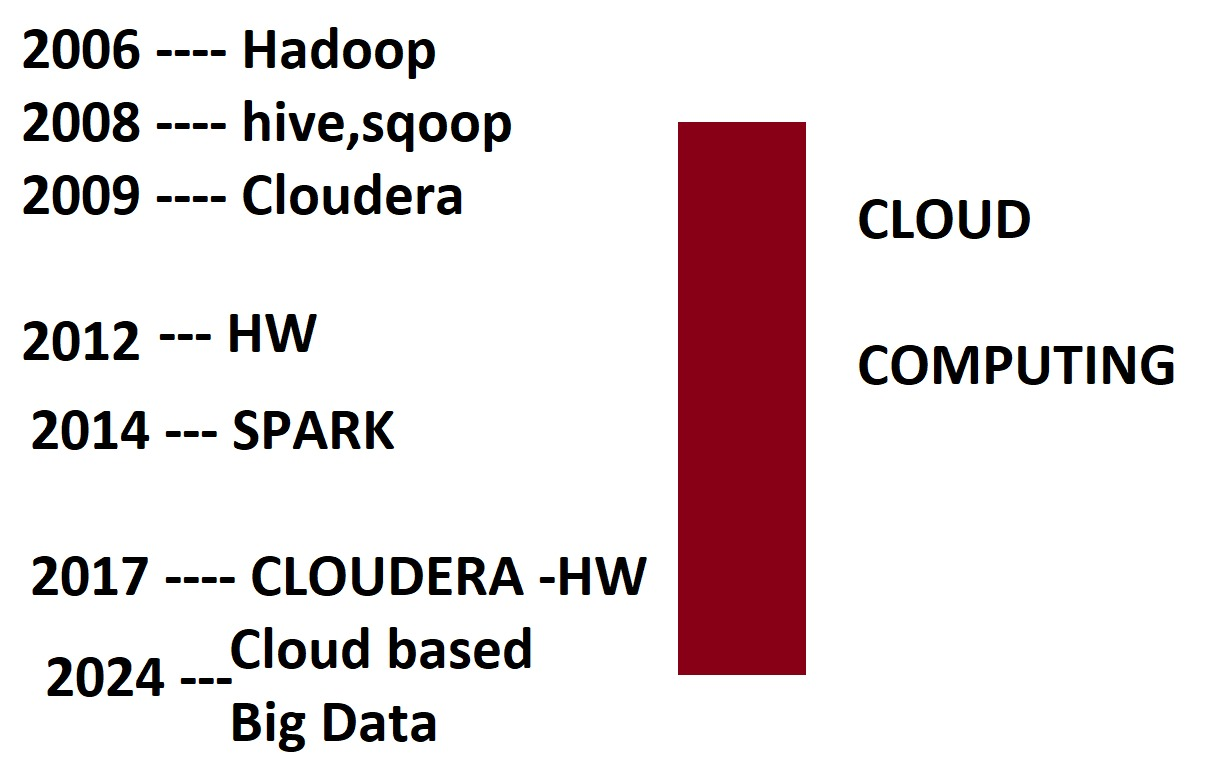 2006 ---- Hadoop
2008 ---- hive,sqoop
2009 ---- Cloudera
2012 --- HW
2014 --- SPARK
2017 ---- CLOUDERA -HW
2024 --- Cloud based
Big Data
CLOUD
COMPUTING